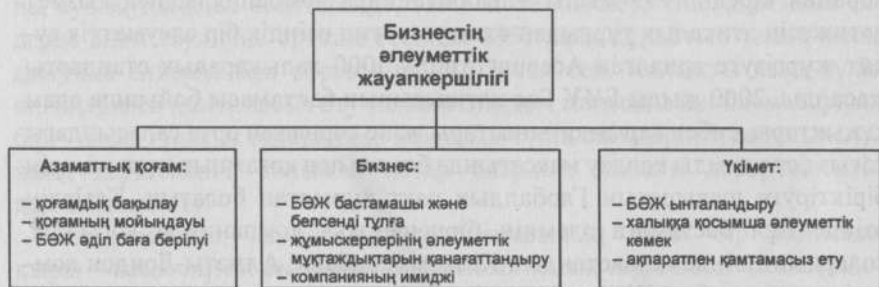 Бизнестің
әлеуметтік
жауапкершілігі
Азаматтық қоғам:
– қоғамдық бақылау
– қоғамның мойындауы
– БӘЖ әділ баға берілуі
Бизнес:
– БӘЖ бастамашы және
белсенді тұлға
– жұмыскерлерінің әлеуметтік
мұқтаждықтарын қанағаттандыру
– компанияның имиджі
Үкімет:
– БӘЖ ынталандыру
– халыққа қосымша әлеуметтік
көмек
– ақпаратпен қамтамасыз ету